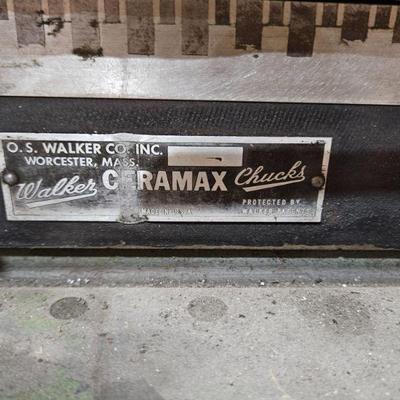 O. S. WALKER CO. INC.
WORCESTER, MASS.
Walker CERAMAX Chucks
MADE IN U.S.A.
PROTECTED BY
WALKER PATENTS